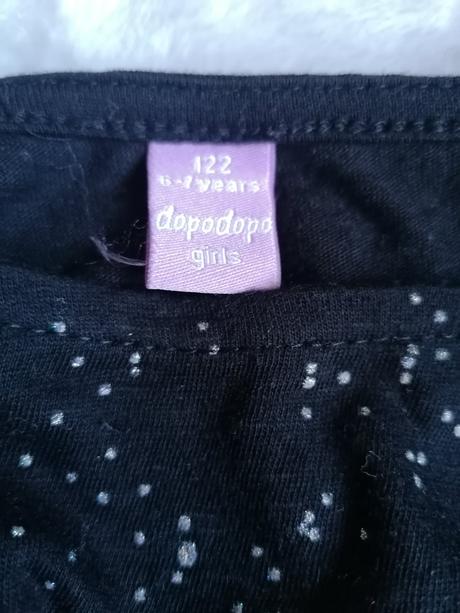 122
6-7 years
dopodopo
girls